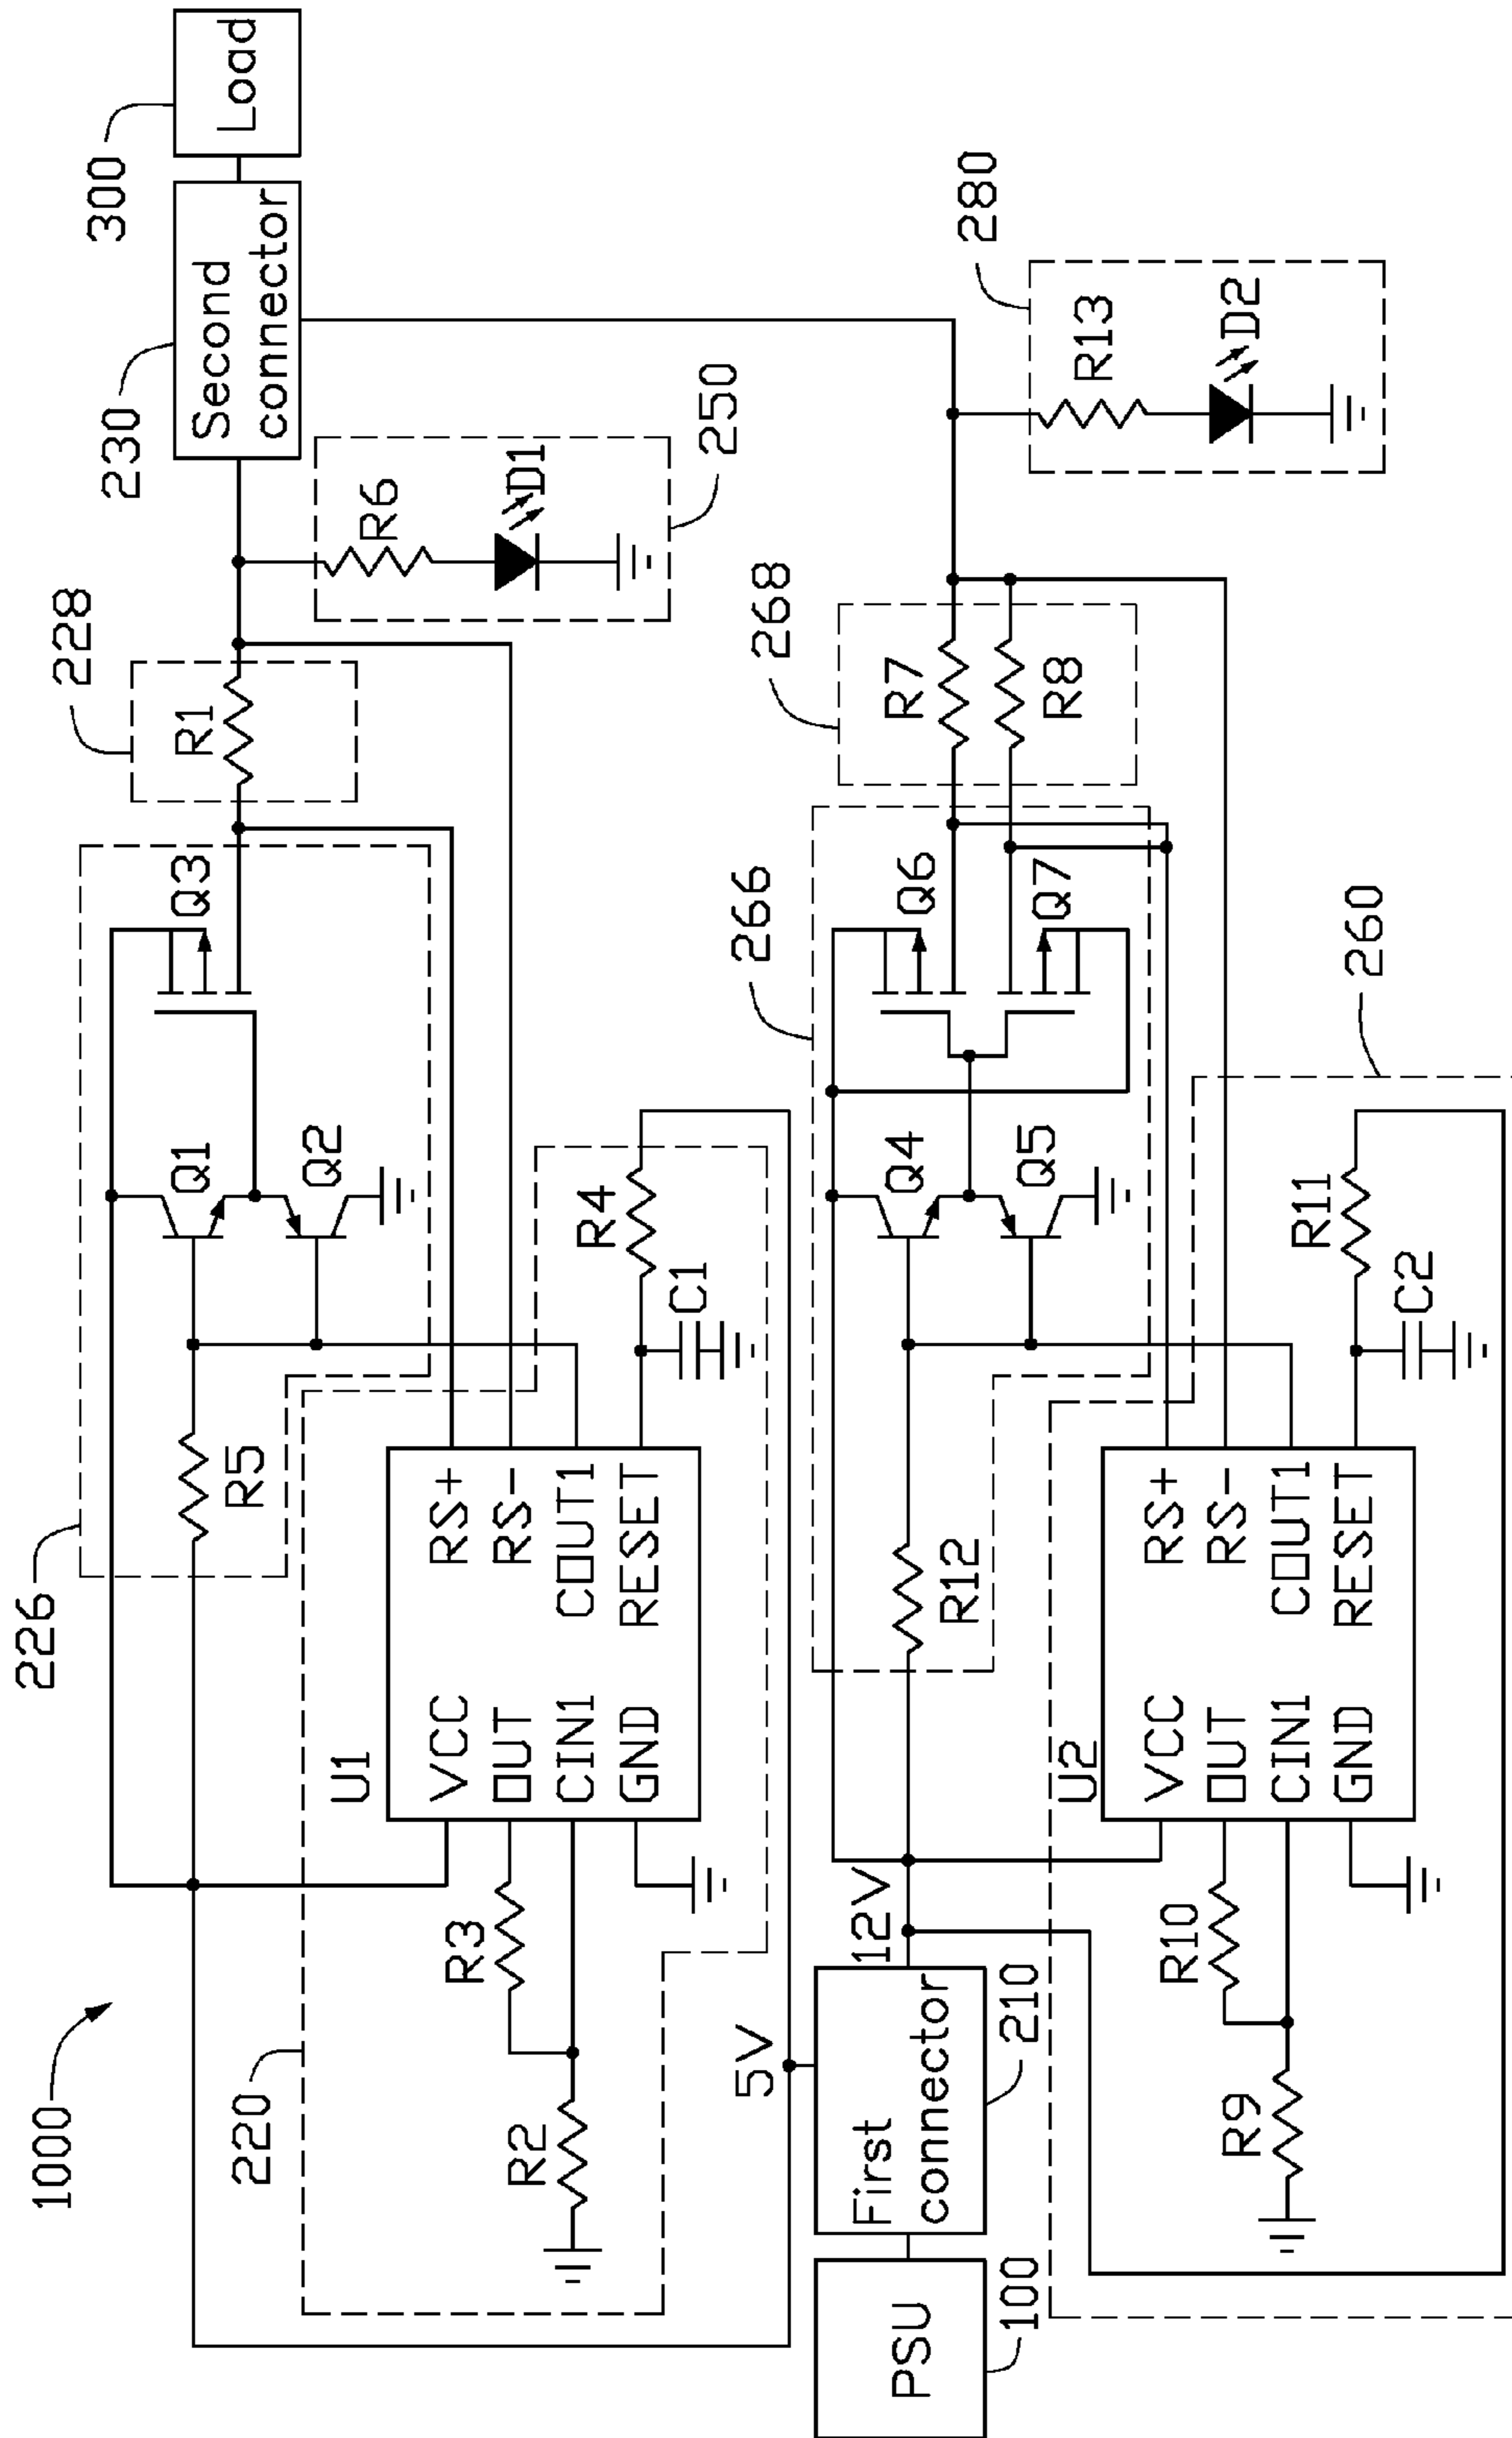 1000
226
Q3
228
R1
230
Second
connector
300
Load
Q1
Q2
R5
R6
D1
250
220
U1
VCC
OUT
CIN1
GND
RS+
RS-
COUT1
RESET
R3
R2
R4
C1
5V
PSU
100
First
connector
210
12V
266
Q6
Q7
268
R7
R8
280
R13
D2
Q4
Q5
R12
260
U2
VCC
OUT
CIN1
GND
RS+
RS-
COUT1
RESET
R10
R9
R11
C2